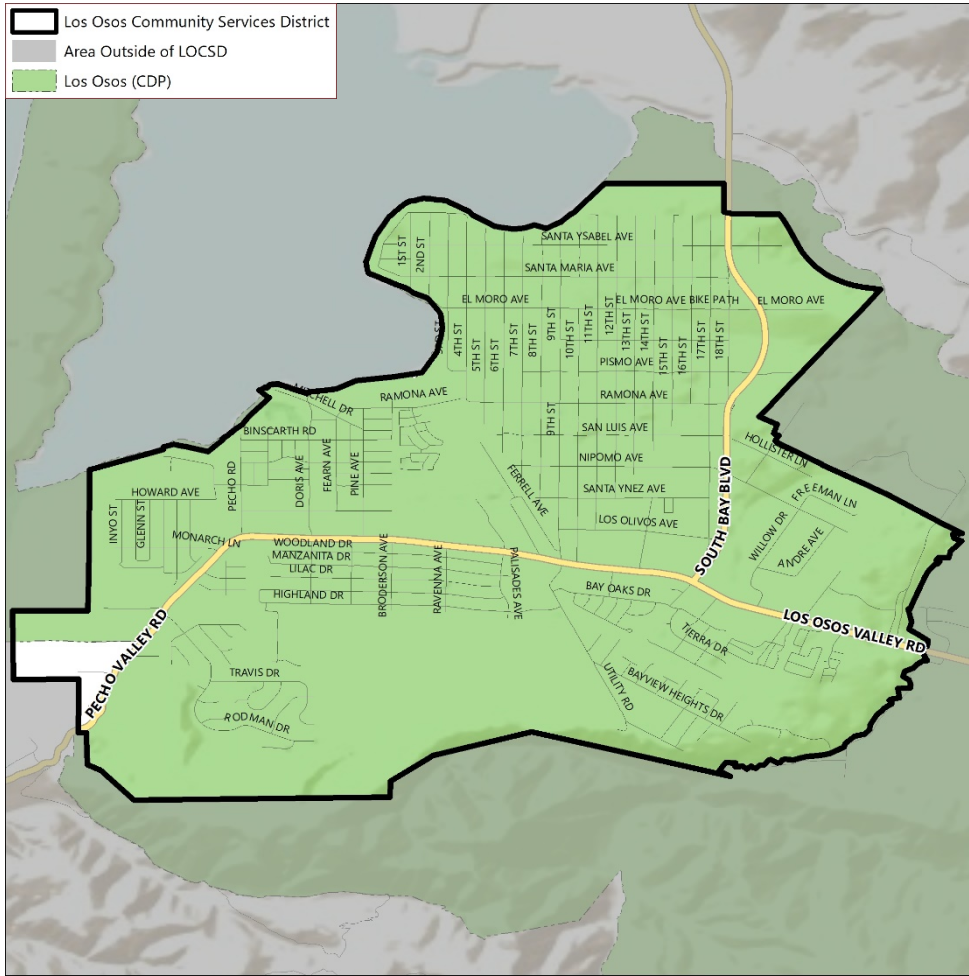 Los Osos Community Services District
Area Outside of LOCSD
Los Osos (CDP)
SANTA YSABEL AVE
1ST ST
2ND ST
SANTA MARIA AVE
EL MORO AVE
EL MORO AVE BIKE PATH
EL MORO AVE
4TH ST
5TH ST
6TH ST
7TH ST
8TH ST
9TH ST
10TH ST
11TH ST
12TH ST
13TH ST
14TH ST
15TH ST
16TH ST
17TH ST
18TH ST
PISMO AVE
MITCHELL DR
RAMONA AVE
RAMONA AVE
BINSCARTH RD
9TH ST
SAN LUIS AVE
HOLLISTER LN
NIPOMO AVE
PECHO RD
DORIS AVE
FEARN AVE
PINE AVE
FERRELL AVE
SANTA YNEZ AVE
SOUTH BAY BLVD
FREEMAN LN
HOWARD AVE
INYO ST
GLENN ST
LOS OLIVOS AVE
WILLOW DR
ANDRE AVE
MONARCH LN
WOODLAND DR
MANZANITA DR
LILAC DR
HIGHLAND DR
BRODERSON AVE
RAVENNA AVE
PALISADES AVE
BAY OAKS DR
LOS OSOS VALLEY RD
TIERRA DR
PECHO VALLEY RD
TRAVIS DR
RODMAN DR
UTILITY RD
BAYVIEW HEIGHTS DR